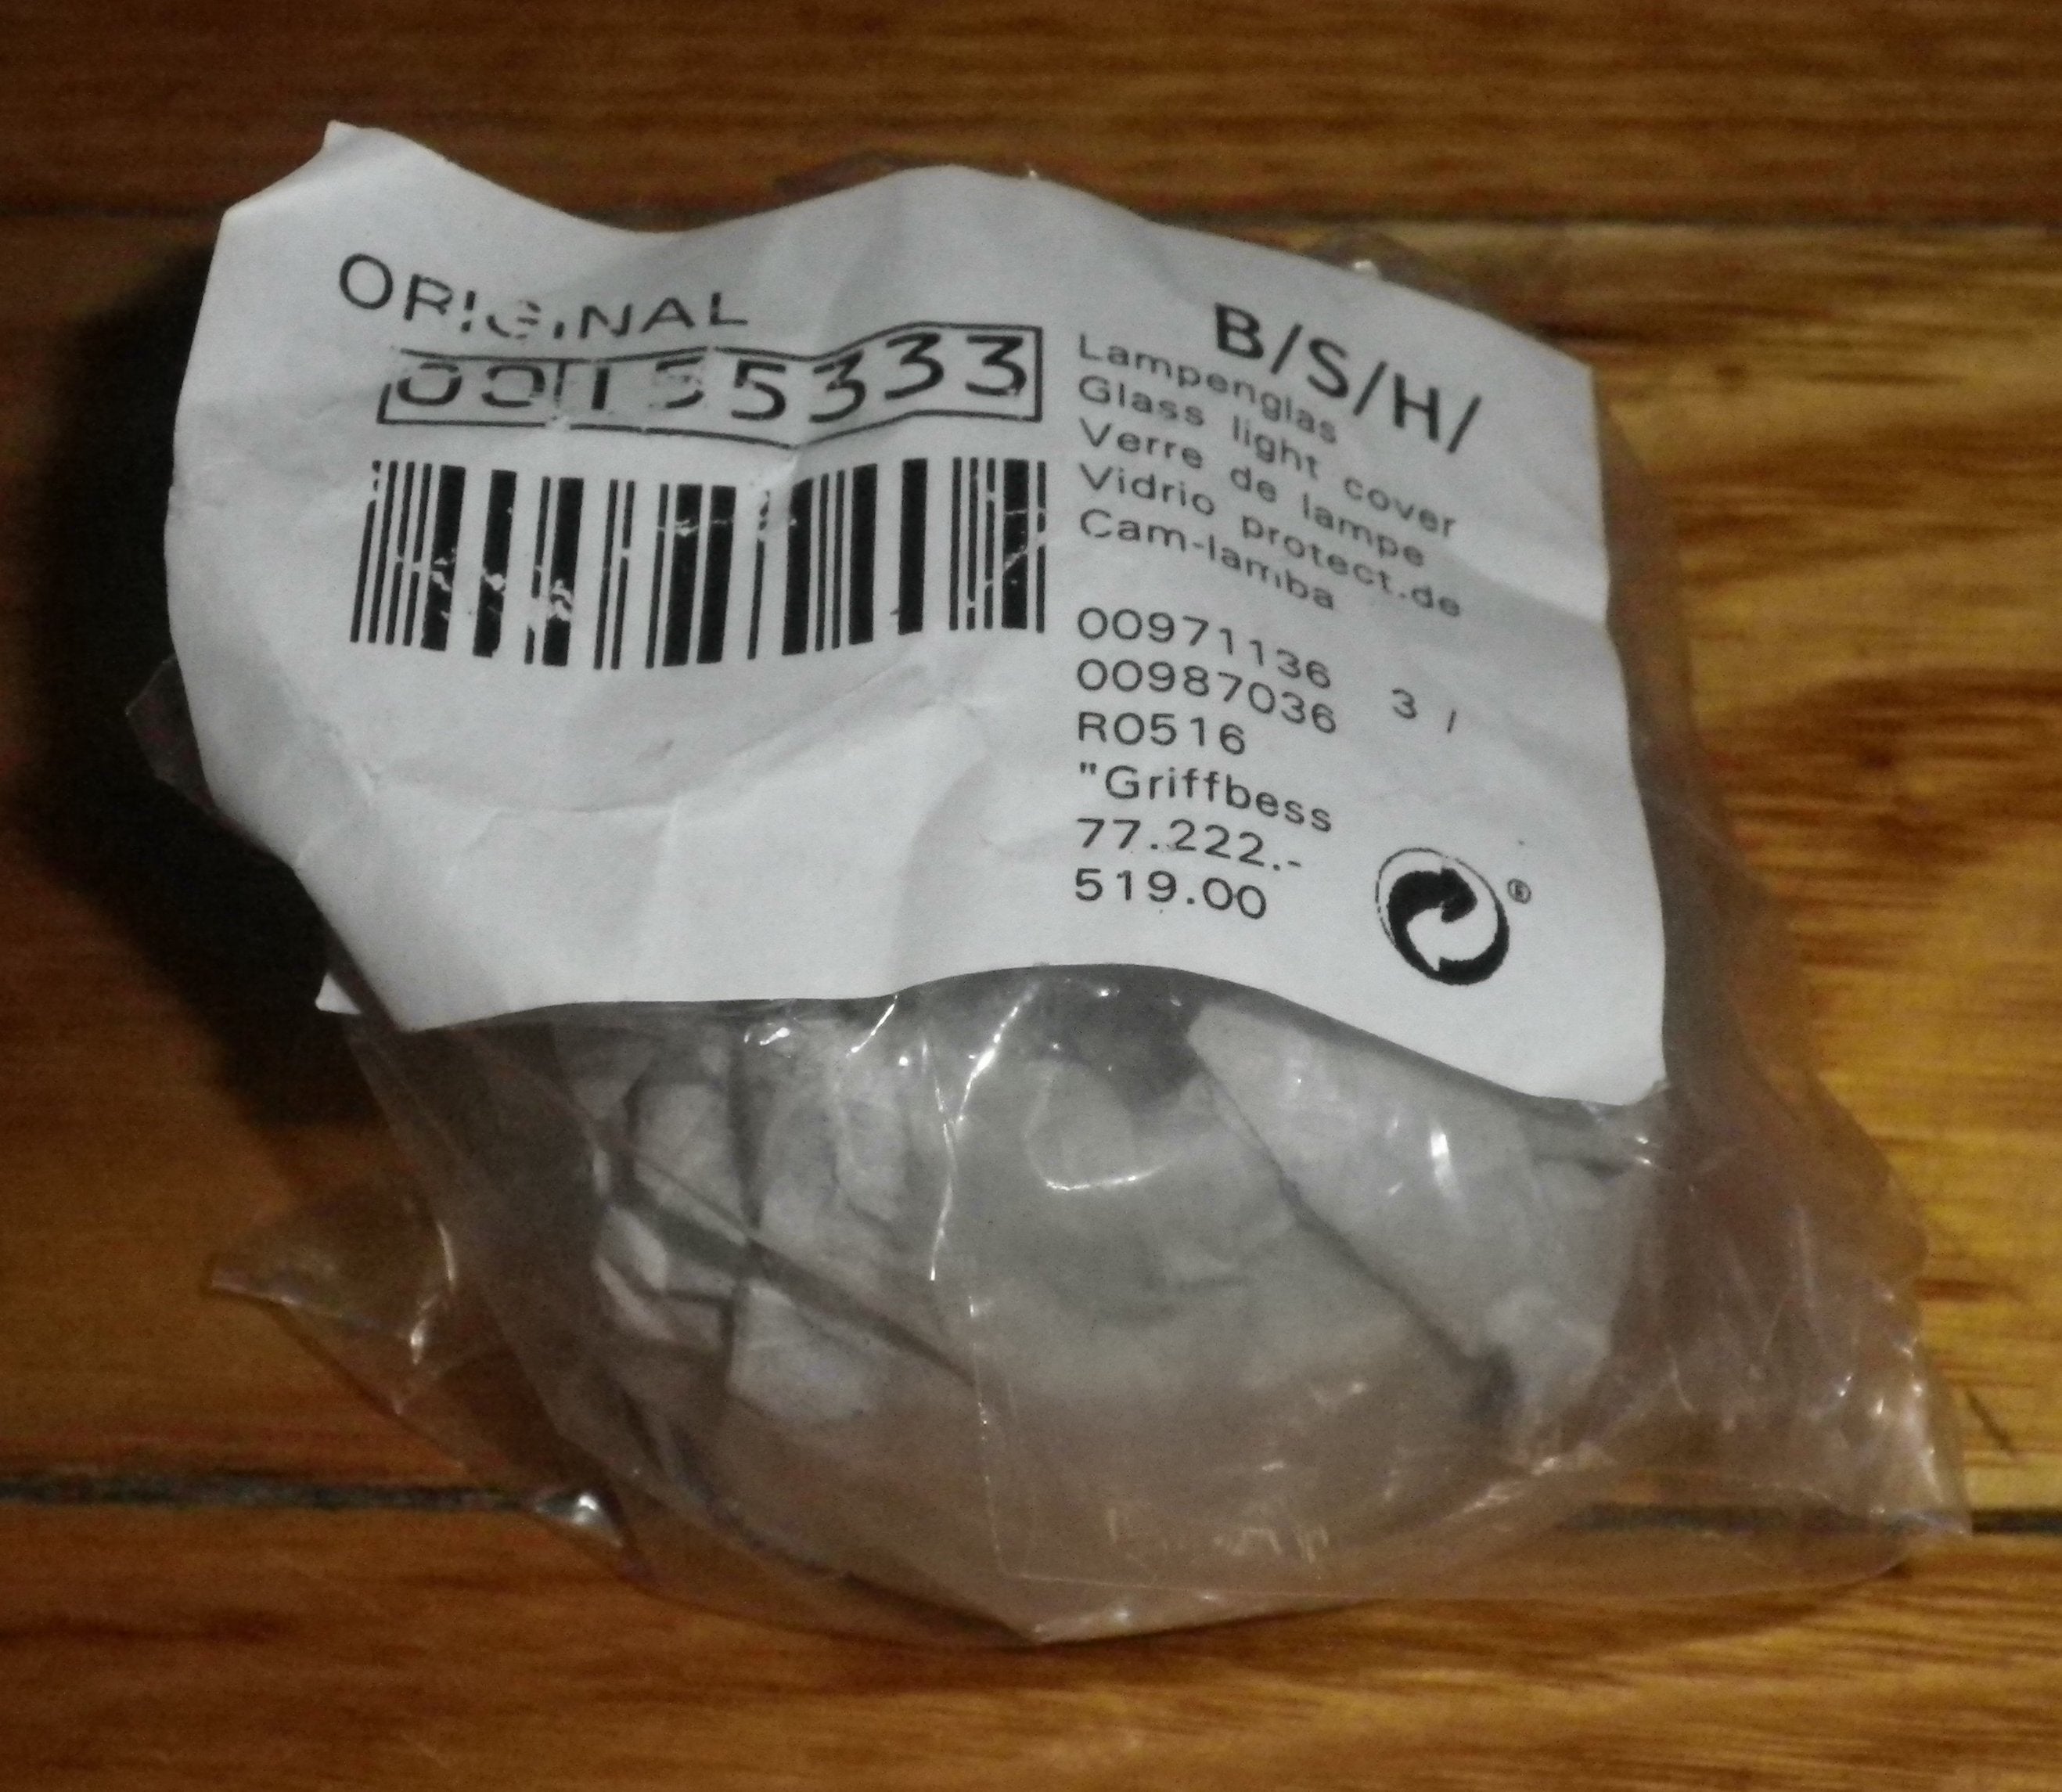 ORIGINAL
00155333
B/S/H/
Lampenglas
Glass light cover
Verre de lampe
Vidrio protect.de
Cam-lamba
00971136 3 /
00987036
R0516
"Griffbess
77.222.-
519.00
®